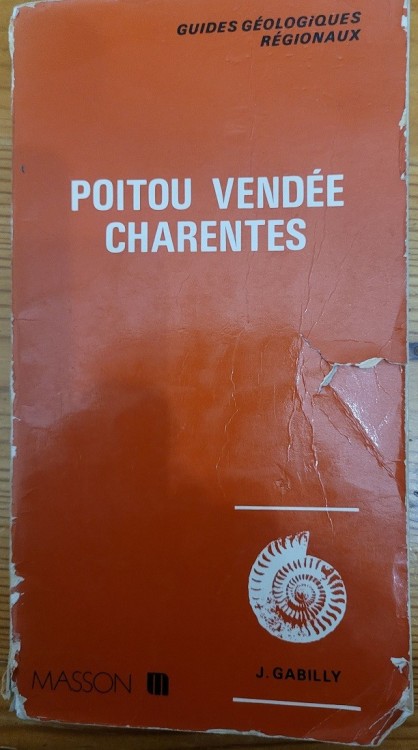 GUIDES GÉOLOGIQUES
RÉGIONAUX
POITOU VENDÉE
CHARENTES
J. GABILLY
MASSON